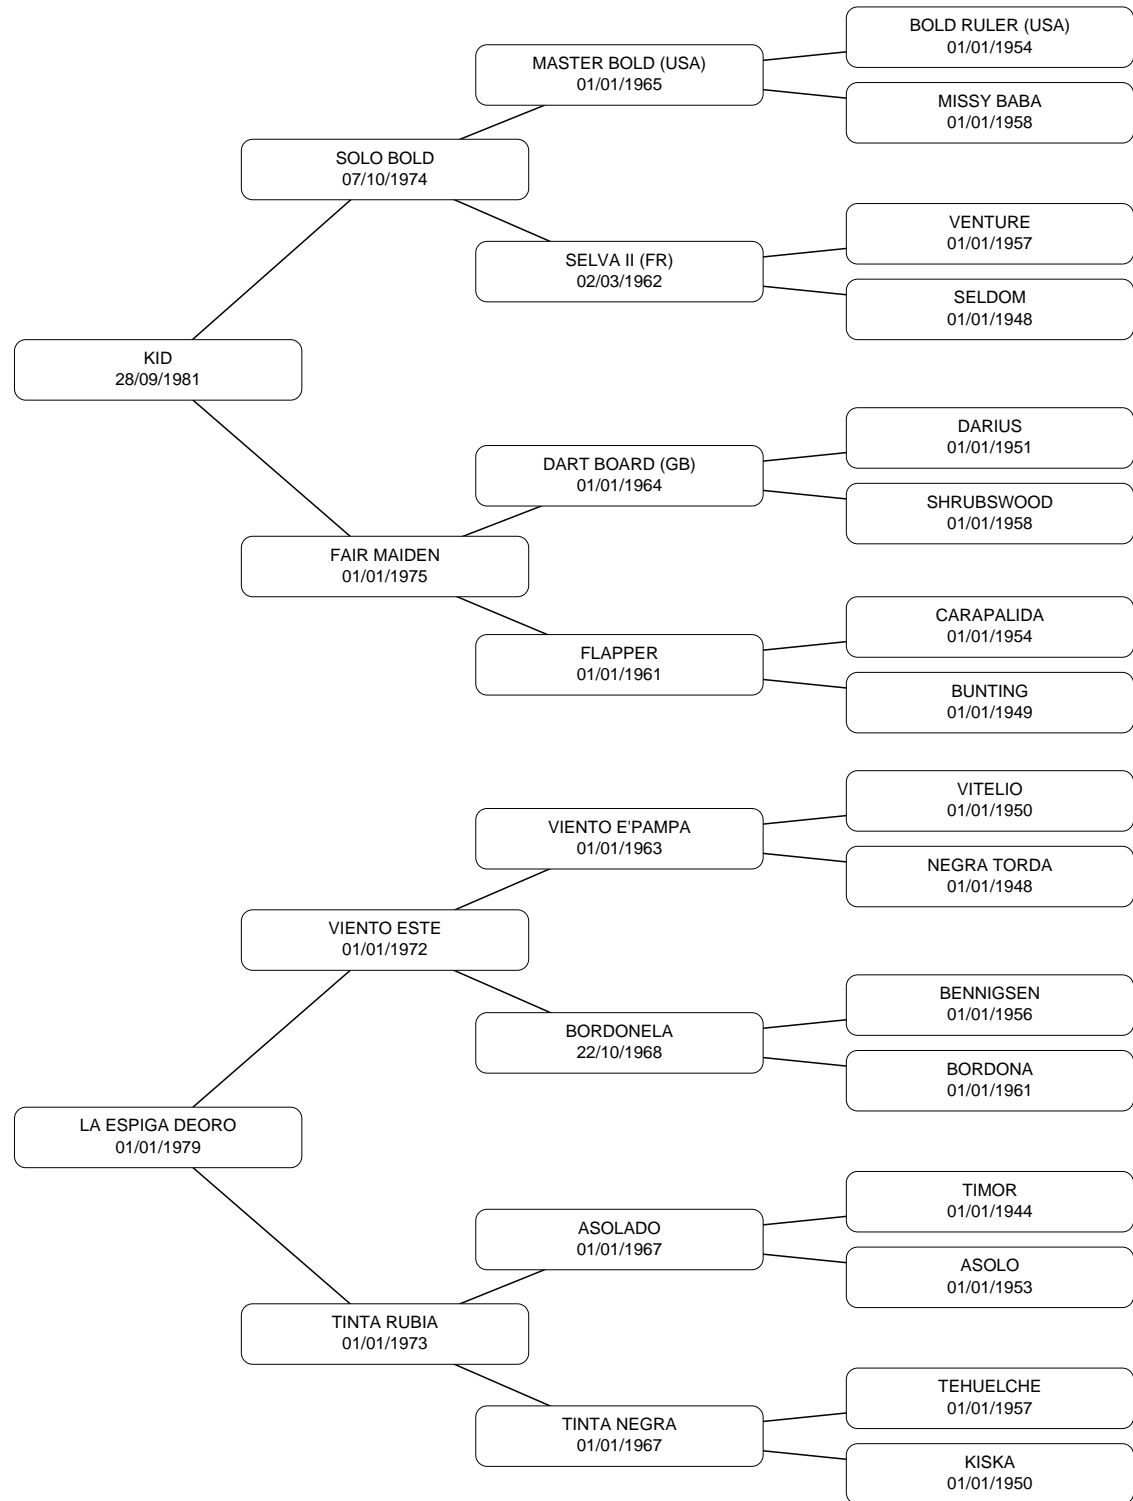 BOLD RULER (USA)
01/01/1954
MASTER BOLD (USA)
01/01/1965
MISSY BABA
01/01/1958
SOLO BOLD
07/10/1974
VENTURE
01/01/1957
SELVA II (FR)
02/03/1962
SELDOM
01/01/1948
KID
28/09/1981
DARIUS
01/01/1951
DART BOARD (GB)
01/01/1964
SHRUBSWOOD
01/01/1958
FAIR MAIDEN
01/01/1975
CARAPALIDA
01/01/1954
FLAPPER
01/01/1961
BUNTING
01/01/1949
VITELIO
01/01/1950
VIENTO E'PAMPA
01/01/1963
NEGRA TORDA
01/01/1948
VIENTO ESTE
01/01/1972
BENNIGSEN
01/01/1956
BORDONELA
22/10/1968
BORDONA
01/01/1961
LA ESPIGA DEORO
01/01/1979
TIMOR
01/01/1944
ASOLADO
01/01/1967
ASOLO
01/01/1953
TINTA RUBIA
01/01/1973
TEHUELCHE
01/01/1957
TINTA NEGRA
01/01/1967
KISKA
01/01/1950